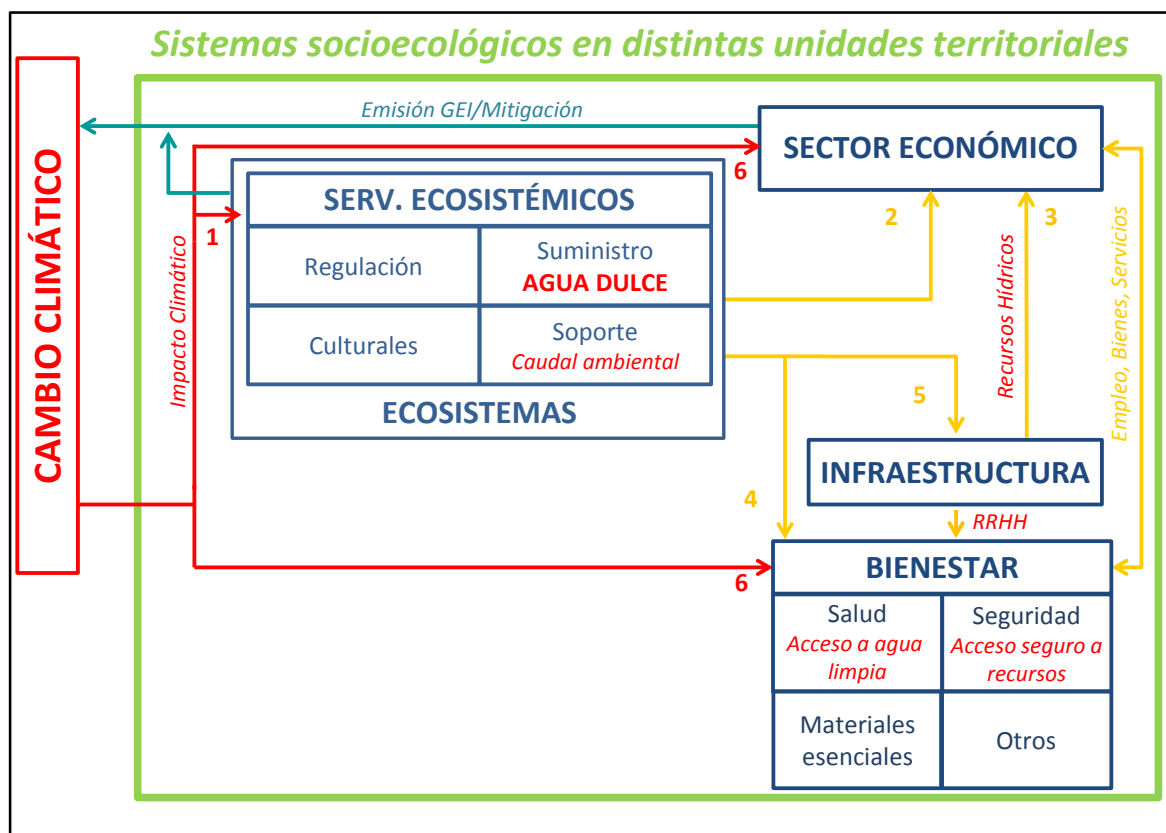 Sistemas socioecológicos en distintas unidades territoriales
CAMBIO CLIMÁTICO
Emisión GEI/Mitigación
SECTOR ECONÓMICO
6
SERV. ECOSISTÉMICOS
1
2
3
Impacto Climático
Regulación
Suministro
AGUA DULCE
Culturales
Soporte
Caudal ambiental
ECOSISTEMAS
Recursos Hídricos
Empleo, Bienes, Servicios
5
4
INFRAESTRUCTURA
RRHH
BIENESTAR
6
Salud
Acceso a agua
limpia
Seguridad
Acceso seguro a
recursos
Materiales
esenciales
Otros